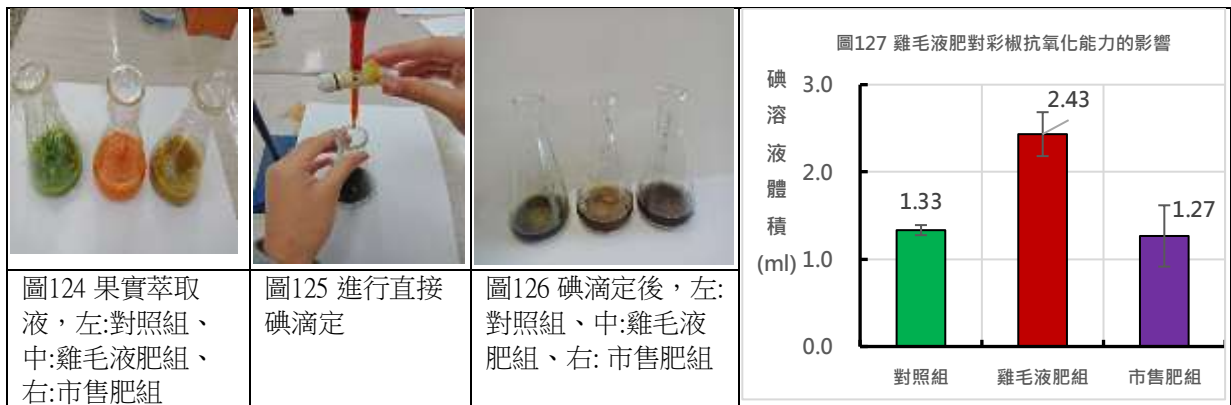 圖124 果實萃取
液，左:對照組、
中:雞毛液肥組、
右:市售肥組
圖125 進行直接
碘滴定
圖126 碘滴定後，左:
對照組、中:雞毛液
肥組、右: 市售肥組
圖127 雞毛液肥對彩椒抗氧化能力的影響
碘
溶
液
體
積
(ml)
3.0
2.0
1.0
0.0
1.33
2.43
1.27
對照組
雞毛液肥組
市售肥組